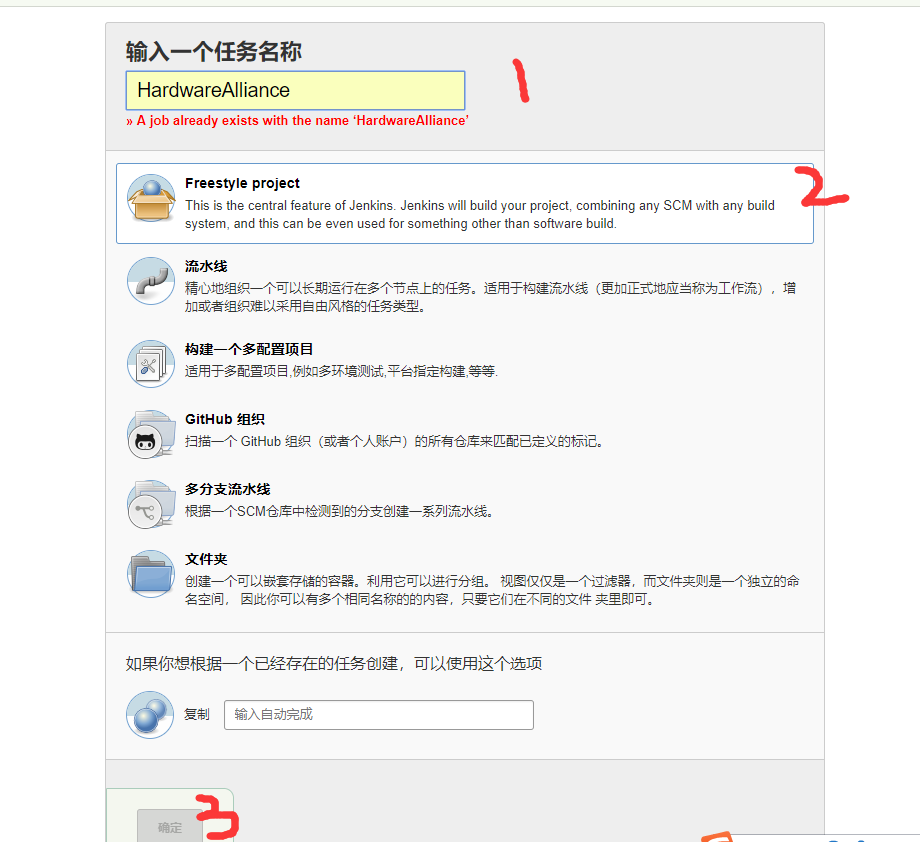 输入一个任务名称
1
HardwareAlliance
» A job already exists with the name ‘HardwareAlliance’
2
Freestyle project
This is the central feature of Jenkins. Jenkins will build your project, combining any SCM with any build
system, and this can be even used for something other than software build.
流水线
精心地组织一个可以长期运行在多个节点上的任务。适用于构建流水线（更加正式地应当称为工作流），增
加或者组织难以采用自由风格的任务类型。
构建一个多配置项目
适用于多配置项目,例如多环境测试,平台指定构建,等等.
GitHub 组织
扫描一个 GitHub 组织（或者个人账户）的所有仓库来匹配已定义的标记。
多分支流水线
根据一个SCM仓库中检测到的分支创建一系列流水线。
文件夹
创建一个可以嵌套存储的容器。利用它可以进行分组。 视图仅仅是一个过滤器，而文件夹则是一个独立的命
名空间， 因此你可以有多个相同名称的的内容，只要它们在不同的文件 夹里即可。
如果你想根据一个已经存在的任务创建，可以使用这个选项
复制
输入自动完成
确定
3